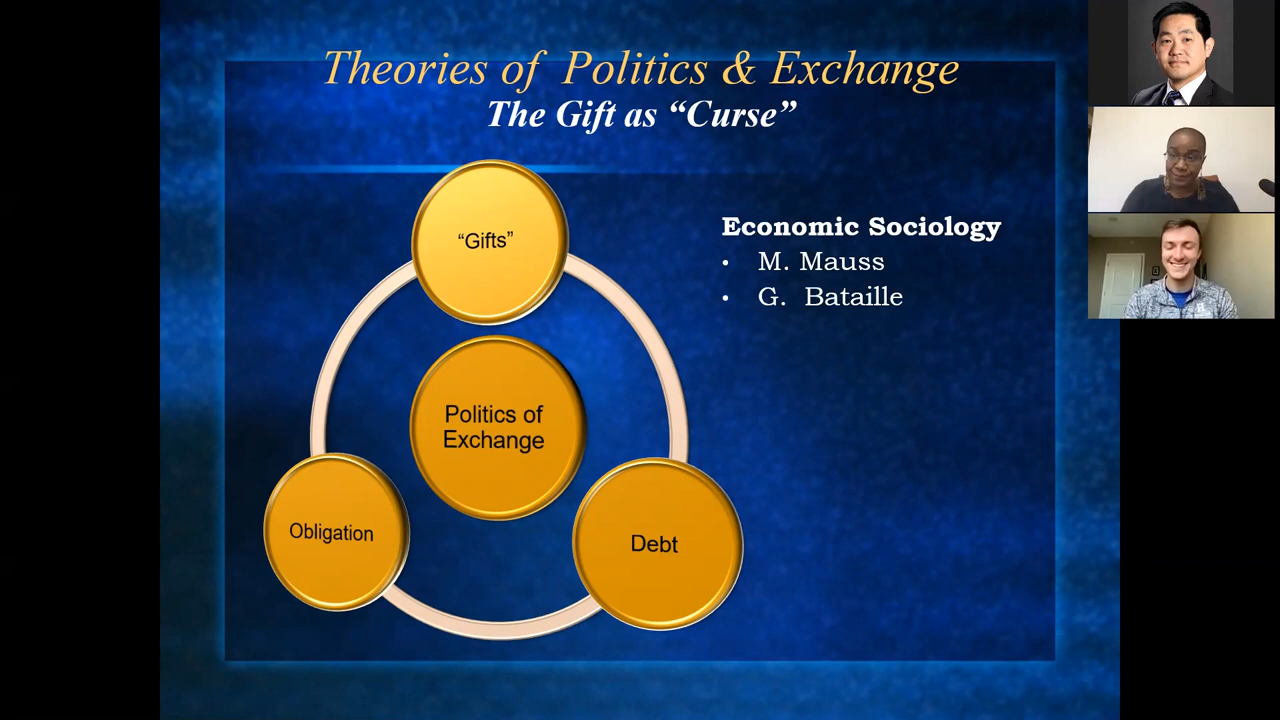 Theories of Politics & Exchange
The Gift as “Curse”
“Gifts”
Politics of
Exchange
Obligation
Debt
Economic Sociology
• M. Mauss
• G. Bataille